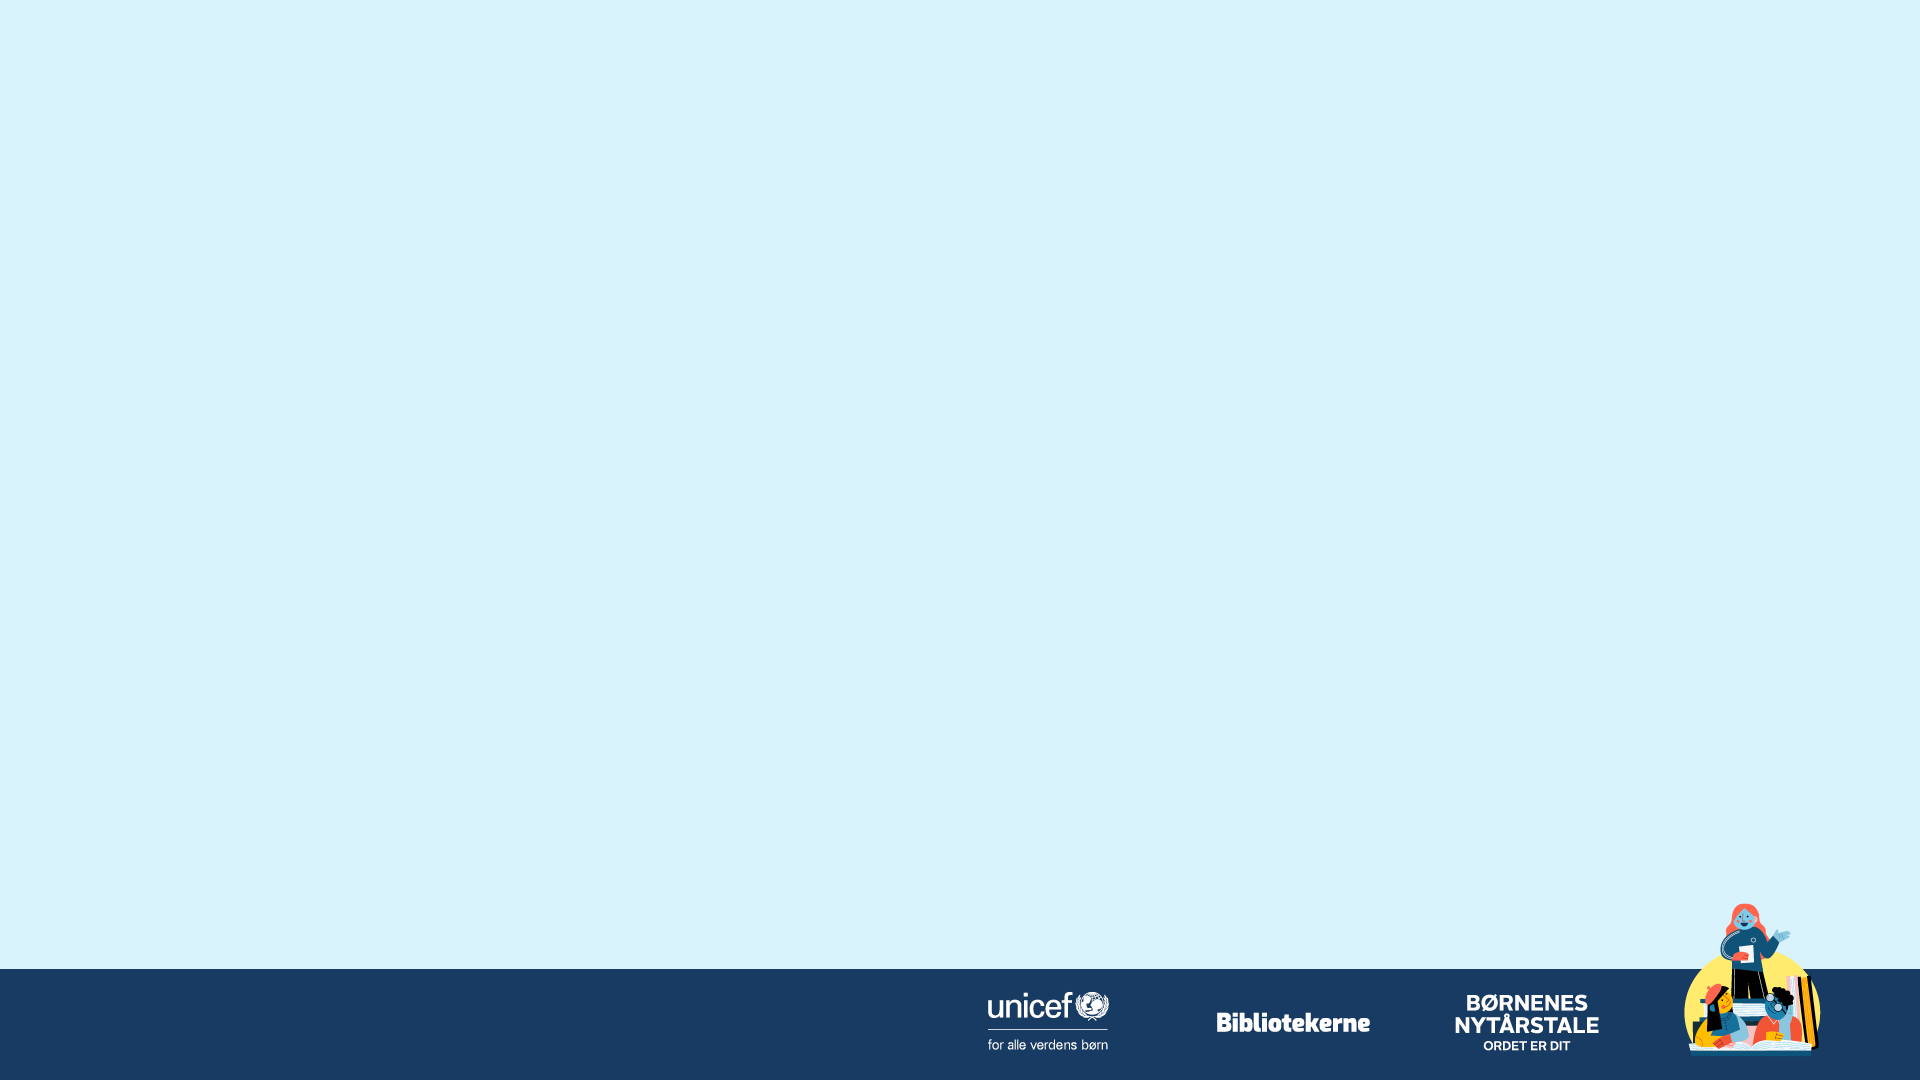 unicef
for alle verdens børn
Bibliotekerne
BØRNENES
NYTÅRSTALE
ORDET ER DIT